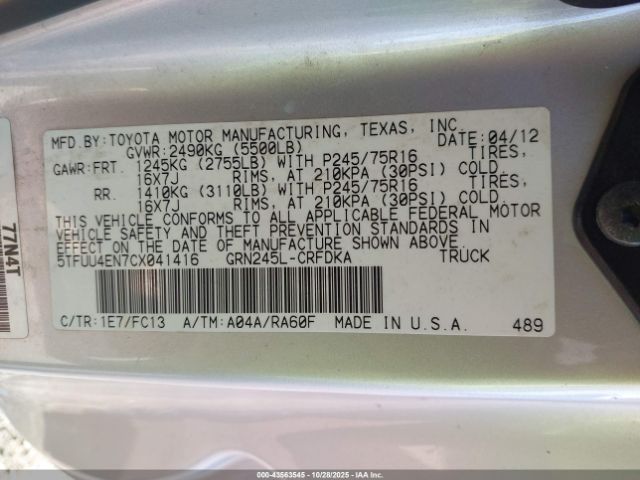 MFD.BY:TOYOTA MOTOR MANUFACTURING, TEXAS, INC.
GVWR:2490KG (5500LB) DATE: 04/12
GAWR:FRT. 1245KG (2755LB) WITH P245/75R16 TIRES,
16X7J RIMS, AT 210KPA (30PSI) COLD.
RR. 1410KG (3110LB) WITH P245/75R16 TIRES,
16X7J RIMS, AT 210KPA (30PSI) COLD.
THIS VEHICLE CONFORMS TO ALL APPLICABLE FEDERAL MOTOR
VEHICLE SAFETY AND THEFT PREVENTION STANDARDS IN
EFFECT ON THE DATE OF MANUFACTURE SHOWN ABOVE.
5TFUU4EN7CX041416 GRN245L-CRFDKA TRUCK
C/TR:1E7/FC13 A/TM:A04A/RA60F MADE IN U.S.A. 489
77N4T
IAA Branch · 43563545 · 10/28/2025 · © IAA Inc.